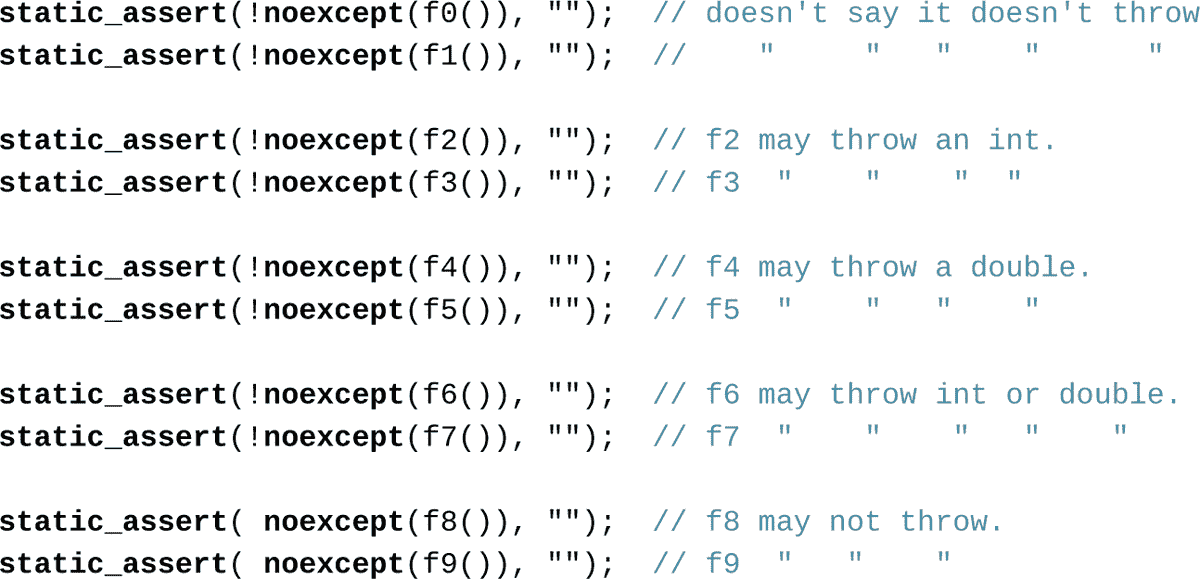 static_assert(!noexcept(f0()), "");  // doesn't say it doesn't throw
static_assert(!noexcept(f1()), "");  //    "     "   "    "      "
static_assert(!noexcept(f2()), "");  // f2 may throw an int.
static_assert(!noexcept(f3()), "");  // f3  "    "    "  "
static_assert(!noexcept(f4()), "");  // f4 may throw a double.
static_assert(!noexcept(f5()), "");  // f5  "    "   "    "
static_assert(!noexcept(f6()), "");  // f6 may throw int or double.
static_assert(!noexcept(f7()), "");  // f7  "    "    "   "    "
static_assert( noexcept(f8()), "");  // f8 may not throw.
static_assert( noexcept(f9()), "");  // f9  "   "    "